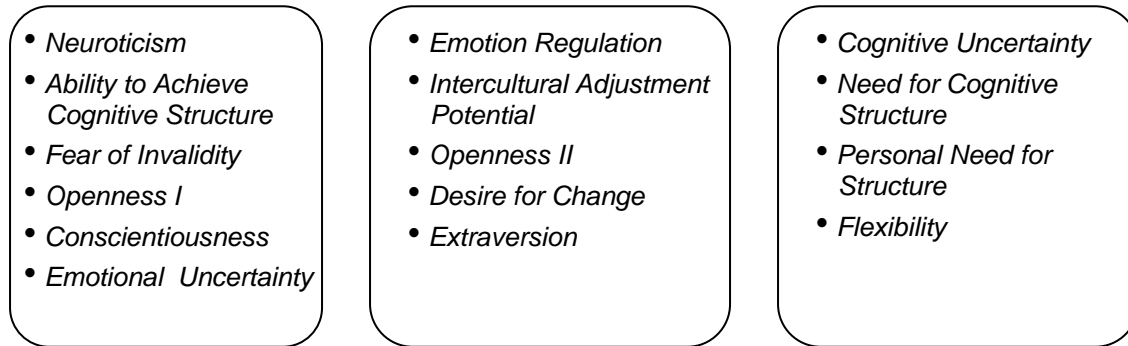 • Neuroticism
• Ability to Achieve
Cognitive Structure
• Fear of Invalidity
• Openness I
• Conscientiousness
• Emotional Uncertainty
• Emotion Regulation
• Intercultural Adjustment
Potential
• Openness II
• Desire for Change
• Extraversion
• Cognitive Uncertainty
• Need for Cognitive
Structure
• Personal Need for
Structure
• Flexibility